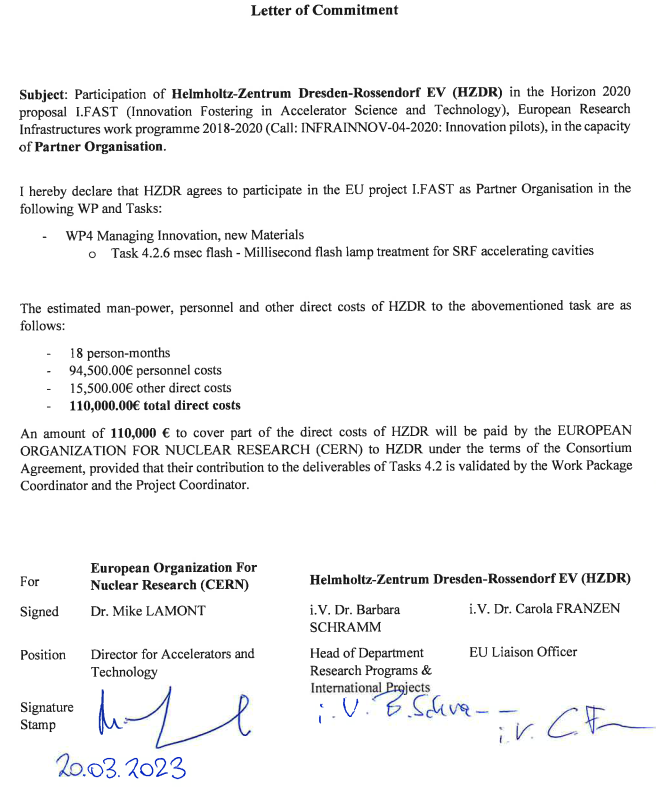 Letter of Commitment
Subject: Participation of Helmholtz-Zentrum Dresden-Rossendorf EV (HZDR) in the Horizon 2020
proposal I.FAST (Innovation Fostering in Accelerator Science and Technology), European Research
Infrastructures work programme 2018-2020 (Call: INFRAINNOV-04-2020: Innovation pilots), in the capacity
of Partner Organisation.
I hereby declare that HZDR agrees to participate in the EU project I.FAST as Partner Organisation in the
following WP and Tasks:
- WP4 Managing Innovation, new Materials
o Task 4.2.6 msec flash - Millisecond flash lamp treatment for SRF accelerating cavities
The estimated man-power, personnel and other direct costs of HZDR to the abovementioned task are as
follows:
- 18 person-months
- 94,500.00€ personnel costs
- 15,500.00€ other direct costs
- 110,000.00€ total direct costs
An amount of 110,000 € to cover part of the direct costs of HZDR will be paid by the EUROPEAN
ORGANIZATION FOR NUCLEAR RESEARCH (CERN) to HZDR under the terms of the Consortium
Agreement, provided that their contribution to the deliverables of Tasks 4.2 is validated by the Work Package
Coordinator and the Project Coordinator.
For European Organization For Nuclear Research (CERN) Helmholtz-Zentrum Dresden-Rossendorf EV (HZDR)
Signed Dr. Mike LAMONT i.V. Dr. Barbara SCHRAMM i.V. Dr. Carola FRANZEN
Position Director for Accelerators and Technology Head of Department Research Programs & International Projects EU Liaison Officer
Signature Stamp
i.V. B. Schra
i.V. C.F
20.03.2023